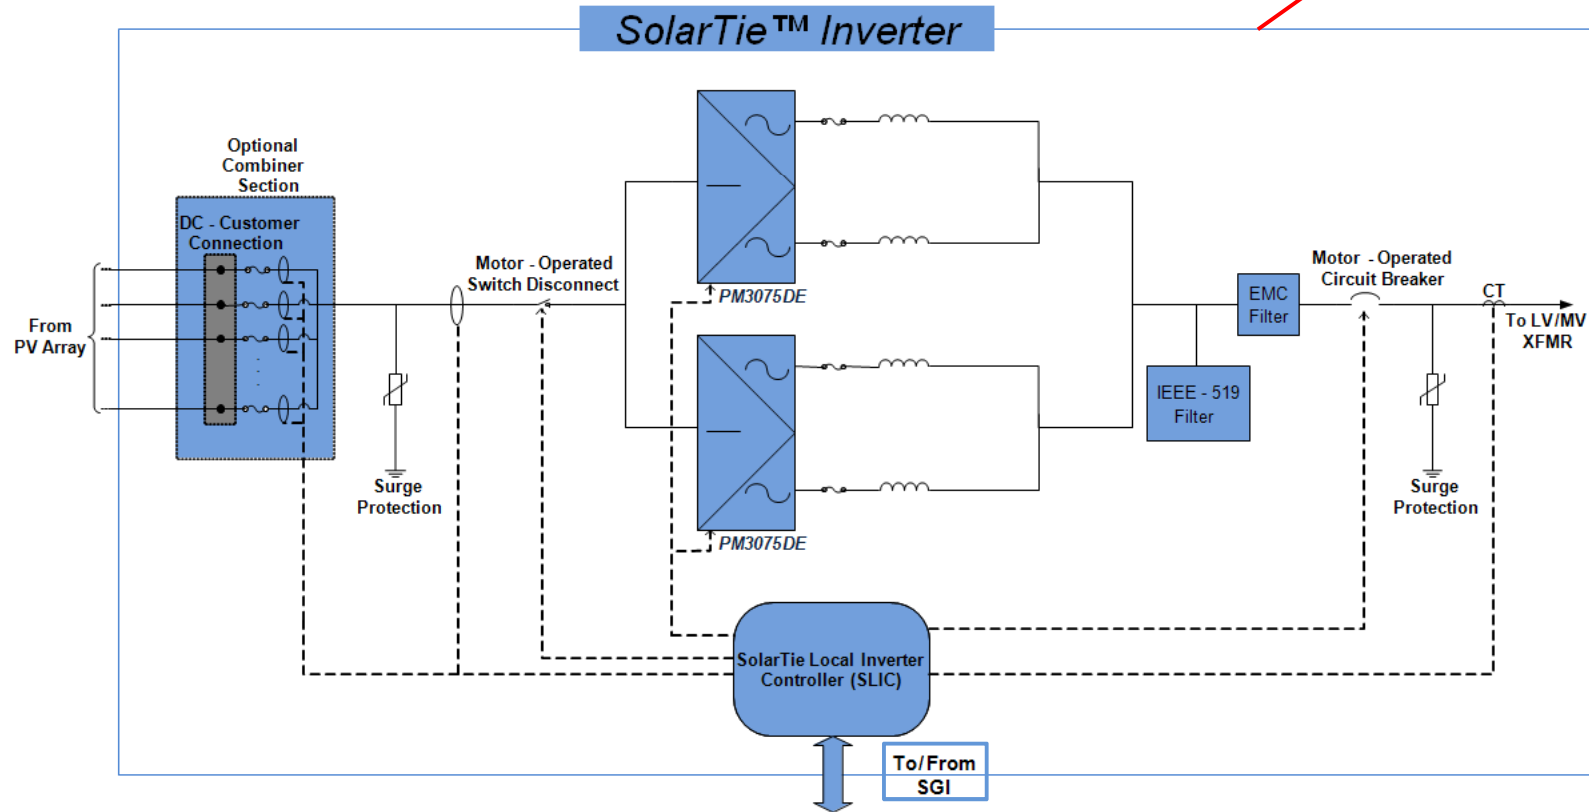 SolarTie™ Inverter
Optional
Combiner
Section
DC - Customer
Connection
From
PV Array
Surge
Protection
Motor - Operated
Switch Disconnect
PM3075DE
PM3075DE
IEEE - 519
Filter
EMC
Filter
Motor - Operated
Circuit Breaker
CT
To LV/MV
XFMR
Surge
Protection
SolarTie Local Inverter
Controller (SLIC)
To/From
SGI